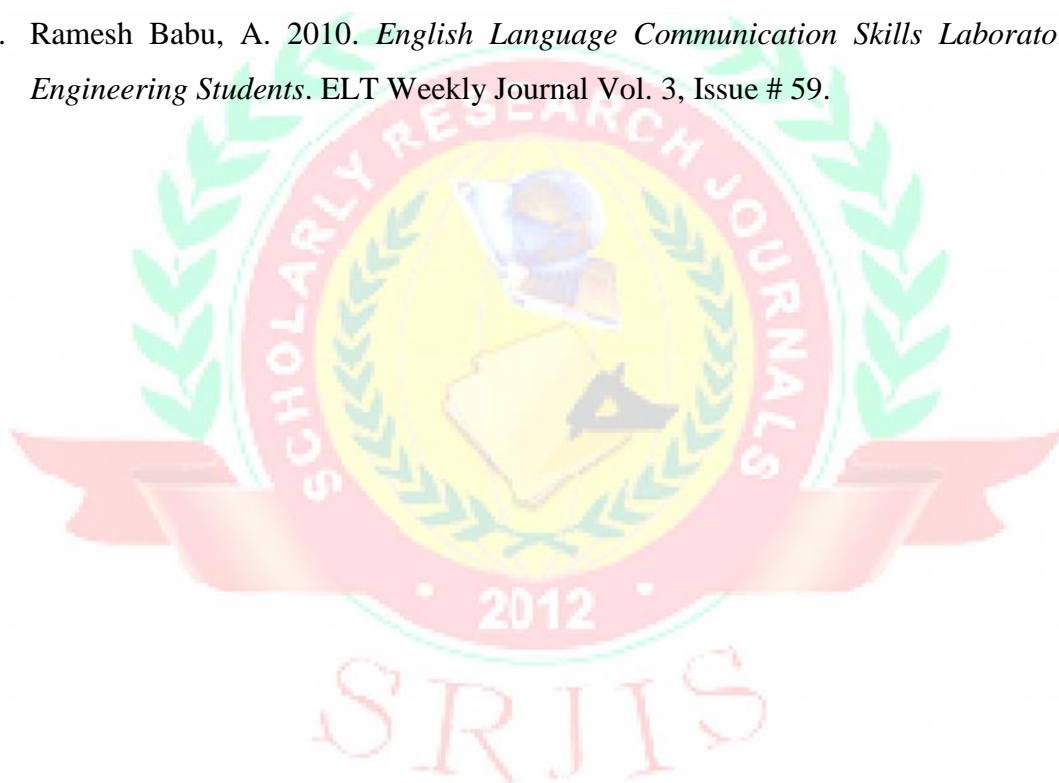 . Ramesh Babu, A. 2010. English Language Communication Skills Laborato
Engineering Students. ELT Weekly Journal Vol. 3, Issue # 59.
SCHOLARLY RESEARCH JOURNALS
• 2012 •
SRJIS